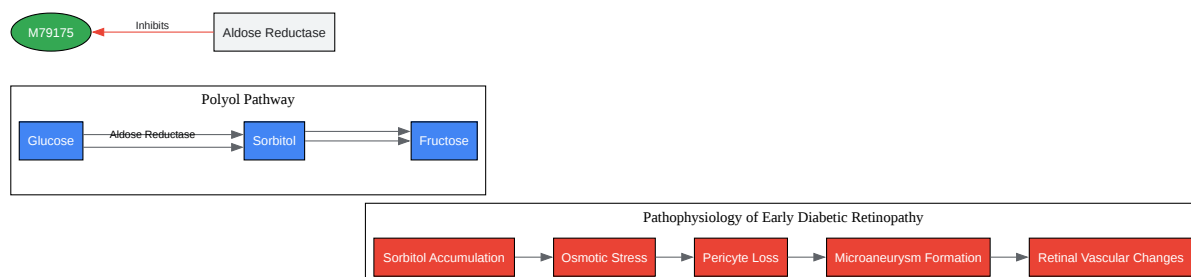 M79175
Inhibits
Aldose Reductase
Polyol Pathway
Glucose
Aldose Reductase
Sorbitol
Fructose
Pathophysiology of Early Diabetic Retinopathy
Sorbitol Accumulation
Osmotic Stress
Pericyte Loss
Microaneurysm Formation
Retinal Vascular Changes